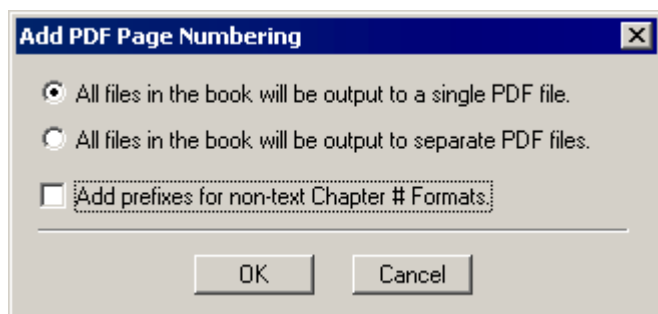 Add PDF Page Numbering
All files in the book will be output to a single PDF file.
All files in the book will be output to separate PDF files.
Add prefixes for non-text Chapter # Formats.
OK Cancel